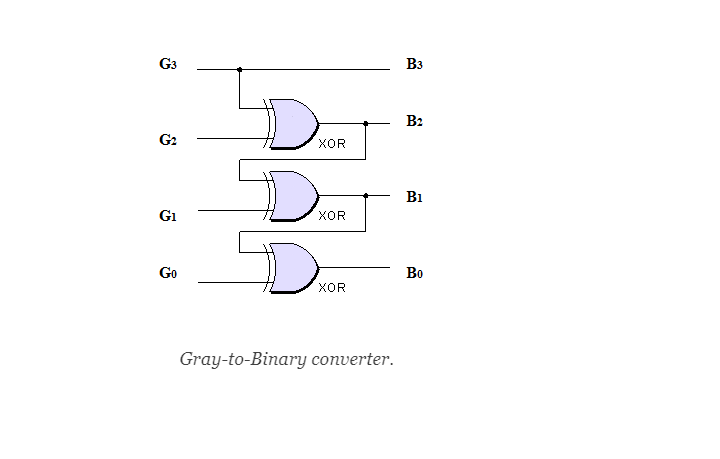 G3 B3
B2
G2 XOR
B1
G1 XOR
G0 B0
XOR
Gray-to-Binary converter.